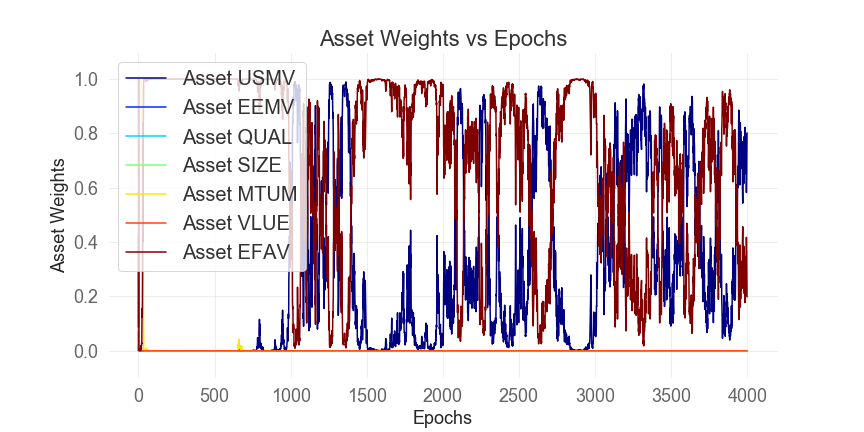 Asset Weights vs Epochs
1.0
0.8
0.6
0.4
0.2
0.0
Asset Weights
Asset USMV
Asset EEMV
Asset QUAL
Asset SIZE
Asset MTUM
Asset VLUE
Asset EFAV
0 500 1000 1500 2000 2500 3000 3500 4000
Epochs